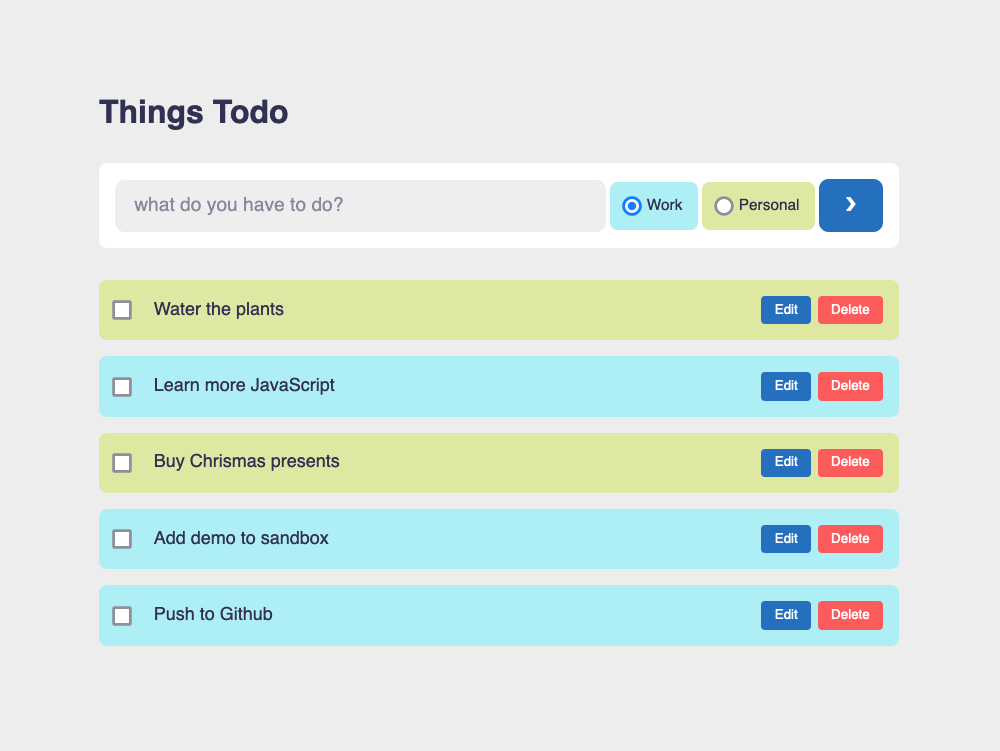 Things Todo
what do you have to do? Work Personal ›
Water the plants Edit Delete
Learn more JavaScript Edit Delete
Buy Chrismas presents Edit Delete
Add demo to sandbox Edit Delete
Push to Github Edit Delete